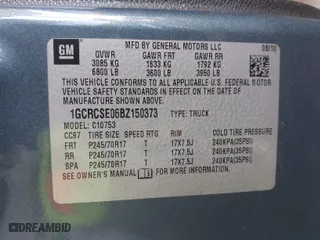 GM
MFD BY GENERAL MOTORS LLC 08/10
GVWR GAWR FRT GAWR RR
3085 KG 1633 KG 1792 KG
6800 LB 3600 LB 3950 LB
THIS VEHICLE CONFORMS TO ALL APPLICABLE U.S. FEDERAL MOTOR
VEHICLE SAFETY AND THEFT PREVENTION STANDARDS IN EFFECT ON
THE DATE OF MANUFACTURE SHOWN ABOVE.
1GCRCSE06BZ150373 TYPE: TRUCK
MODEL: C10753
CC97 TIRE SIZE SPEED RTG RIM COLD TIRE PRESSURE
FRT P245/70R17 T 17X7.5J 240KPA(35PSI)
RR P245/70R17 T 17X7.5J 240KPA(35PSI)
SPA P245/70R17 T 17X7.5J 240KPA(35PSI)
SEE OWNER'S MANUAL FOR MORE INFORMATION.
DREAMBID